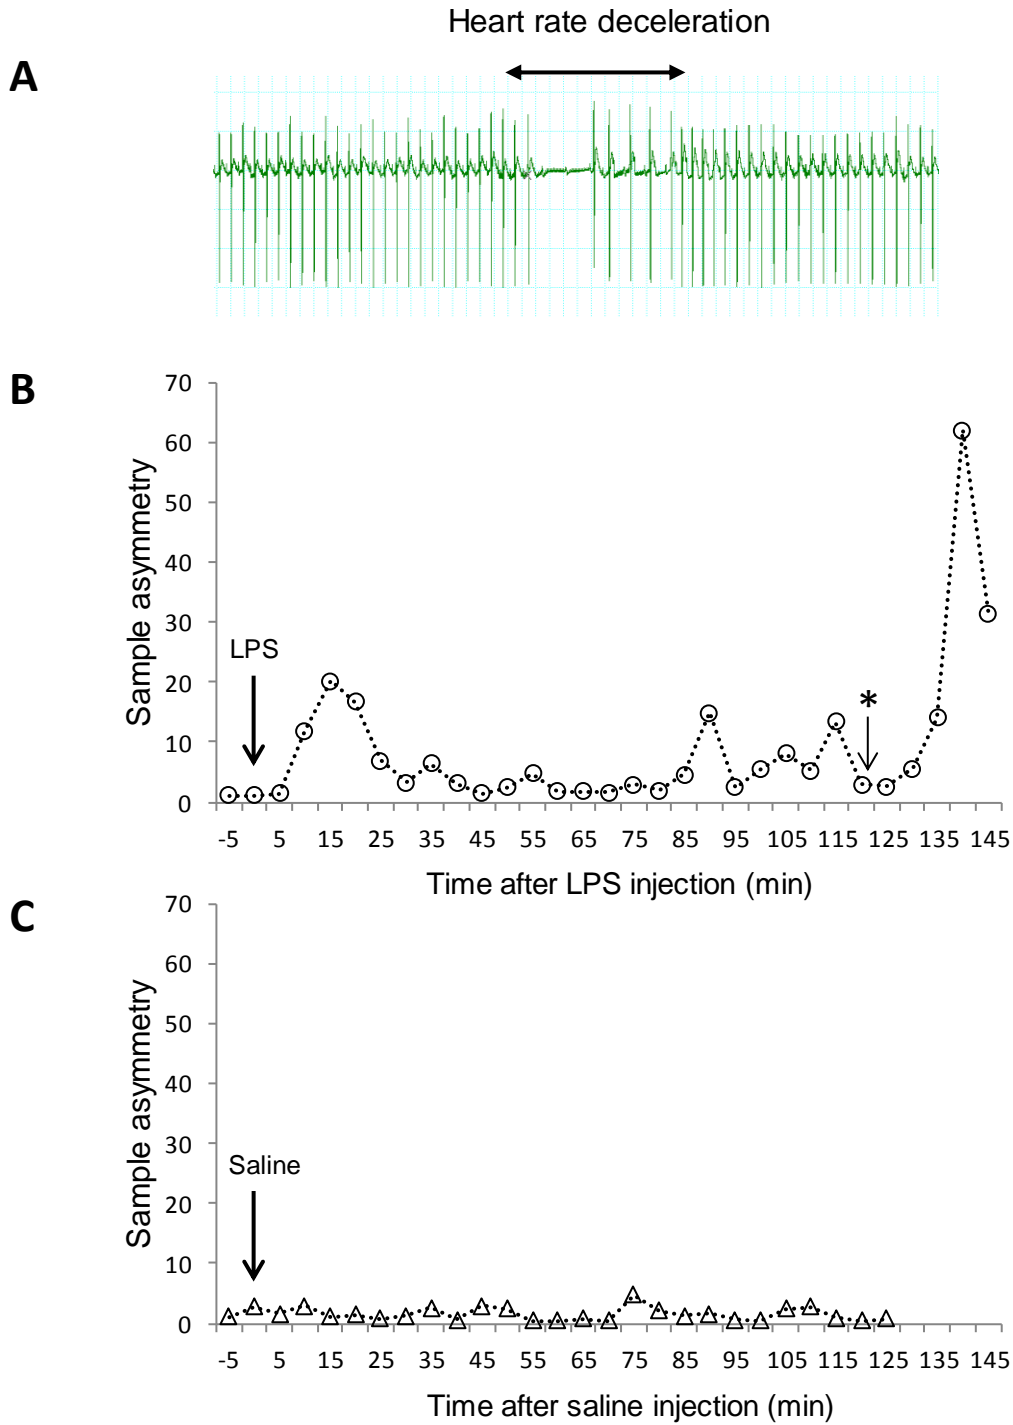 Heart rate deceleration
A
B
70
60
50
40
30
20
10
0
Sample asymmetry
LPS
*
-5 5 15 25 35 45 55 65 75 85 95 105 115 125 135 145
Time after LPS injection (min)
C
70
60
50
40
30
20
10
0
Sample asymmetry
Saline
-5 5 15 25 35 45 55 65 75 85 95 105 115 125 135 145
Time after saline injection (min)